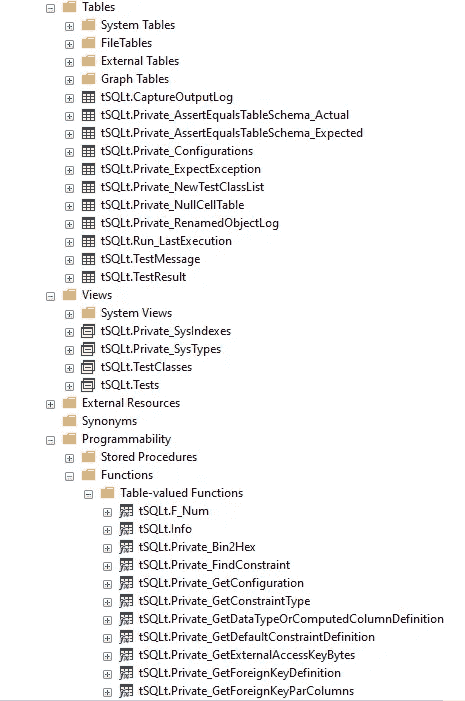 Tables
System Tables
FileTables
External Tables
Graph Tables
tSQLt.CaptureOutputLog
tSQLt.Private_AssertEqualsTableSchema_Actual
tSQLt.Private_AssertEqualsTableSchema_Expected
tSQLt.Private_Configurations
tSQLt.Private_ExpectException
tSQLt.Private_NewTestClassList
tSQLt.Private_NullCellTable
tSQLt.Private_RenamedObjectLog
tSQLt.Run_LastExecution
tSQLt.TestMessage
tSQLt.TestResult
Views
System Views
tSQLt.Private_SysIndexes
tSQLt.Private_SysTypes
tSQLt.TestClasses
tSQLt.Tests
External Resources
Synonyms
Programmability
Stored Procedures
Functions
Table-valued Functions
tSQLt.F_Num
tSQLt.Info
tSQLt.Private_Bin2Hex
tSQLt.Private_FindConstraint
tSQLt.Private_GetConfiguration
tSQLt.Private_GetConstraintType
tSQLt.Private_GetDataTypeOrComputedColumnDefinition
tSQLt.Private_GetDefaultConstraintDefinition
tSQLt.Private_GetExternalAccessKeyBytes
tSQLt.Private_GetForeignKeyDefinition
tSQLt.Private_GetForeignKeyParColumns